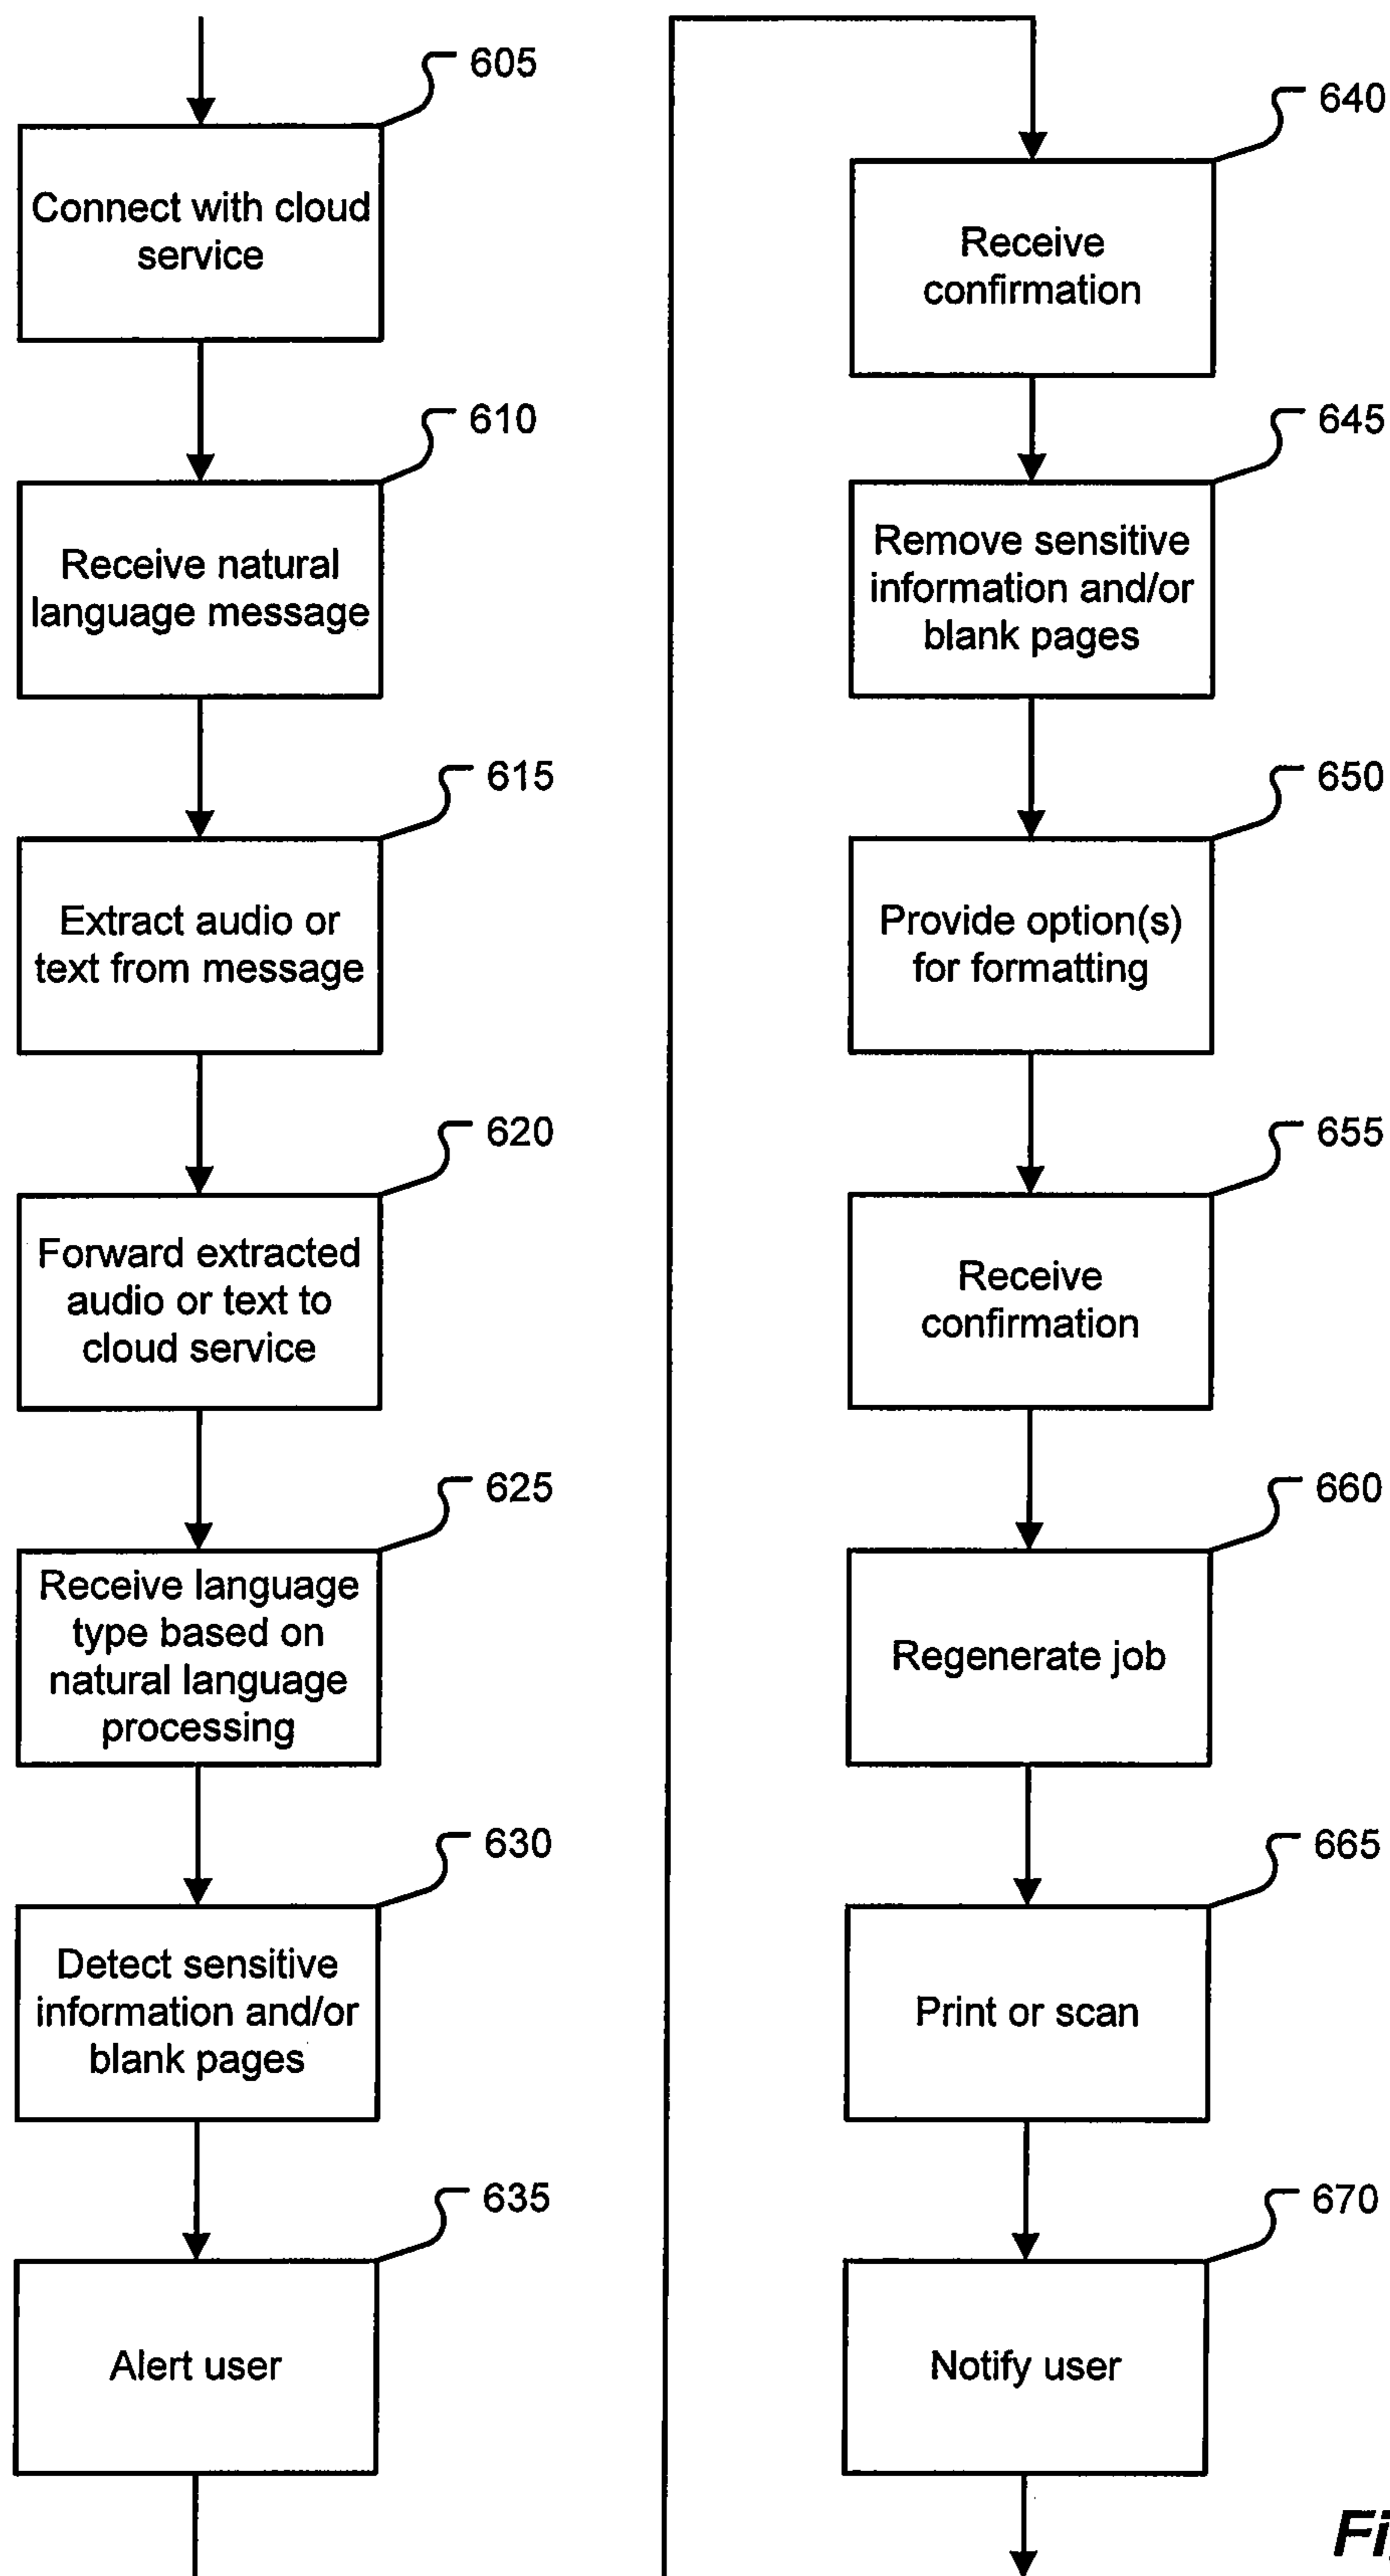 605
Connect with cloud
service
610
Receive natural
language message
615
Extract audio or
text from message
620
Forward extracted
audio or text to
cloud service
625
Receive language
type based on
natural language
processing
630
Detect sensitive
information and/or
blank pages
635
Alert user
640
Receive
confirmation
645
Remove sensitive
information and/or
blank pages
650
Provide option(s)
for formatting
655
Receive
confirmation
660
Regenerate job
665
Print or scan
670
Notify user